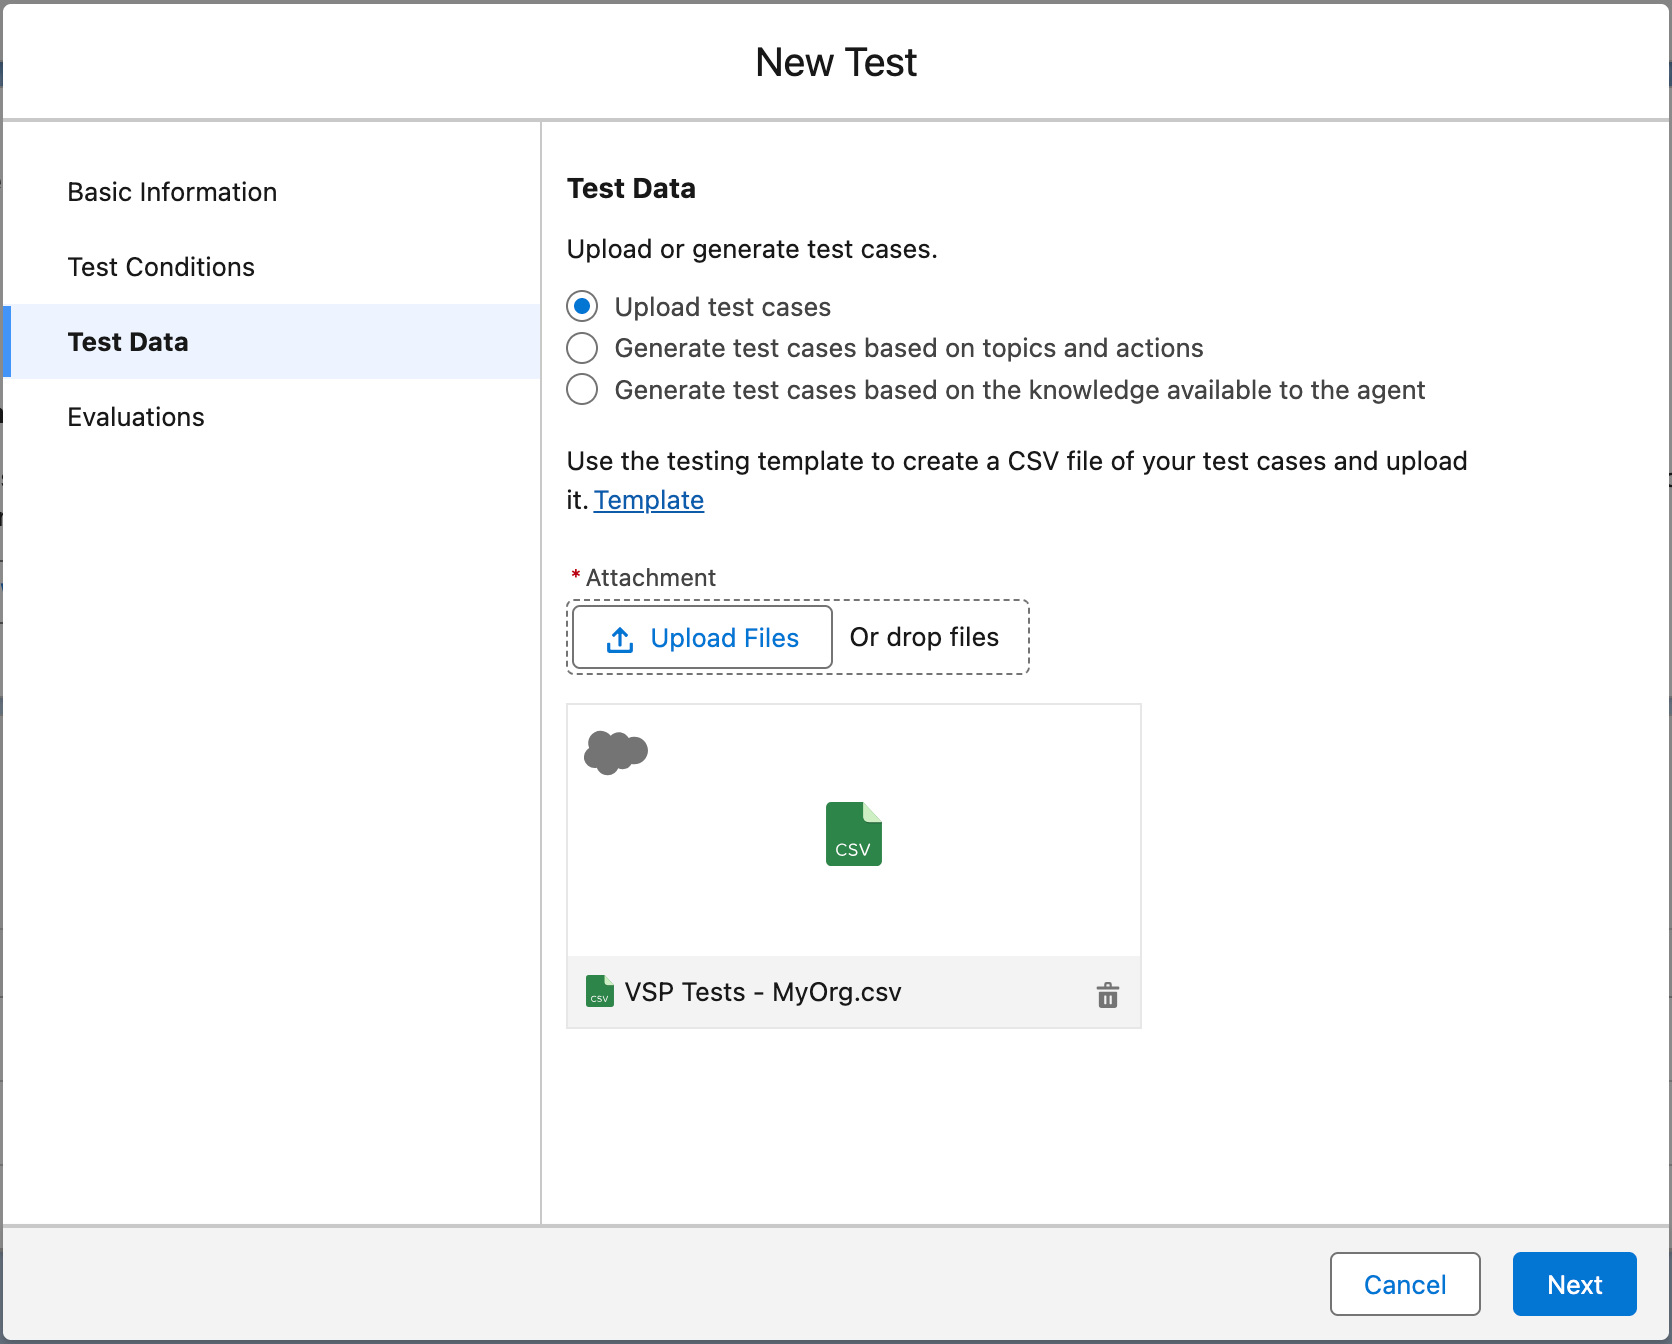 New Test
Basic Information
Test Conditions
Test Data
Evaluations
Test Data
Upload or generate test cases.
Upload test cases
Generate test cases based on topics and actions
Generate test cases based on the knowledge available to the agent
Use the testing template to create a CSV file of your test cases and upload
it. Template
* Attachment
Upload Files
Or drop files
CSV
CSV
VSP Tests - MyOrg.csv
Cancel
Next